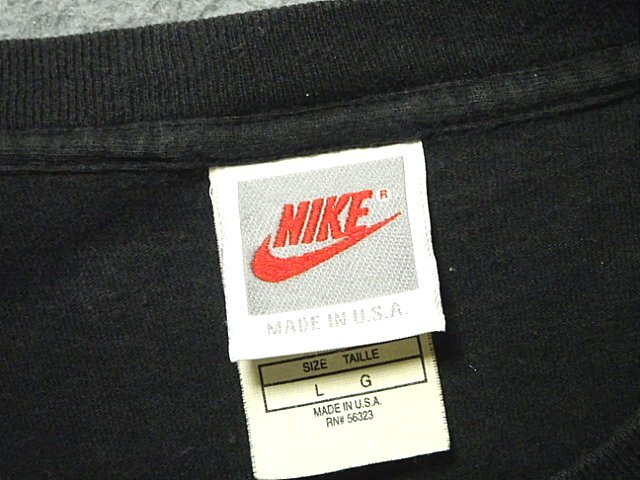 NIKE ®
MADE IN U.S.A.
SIZE TAILLE
L G
MADE IN U.S.A.
RN# 56323